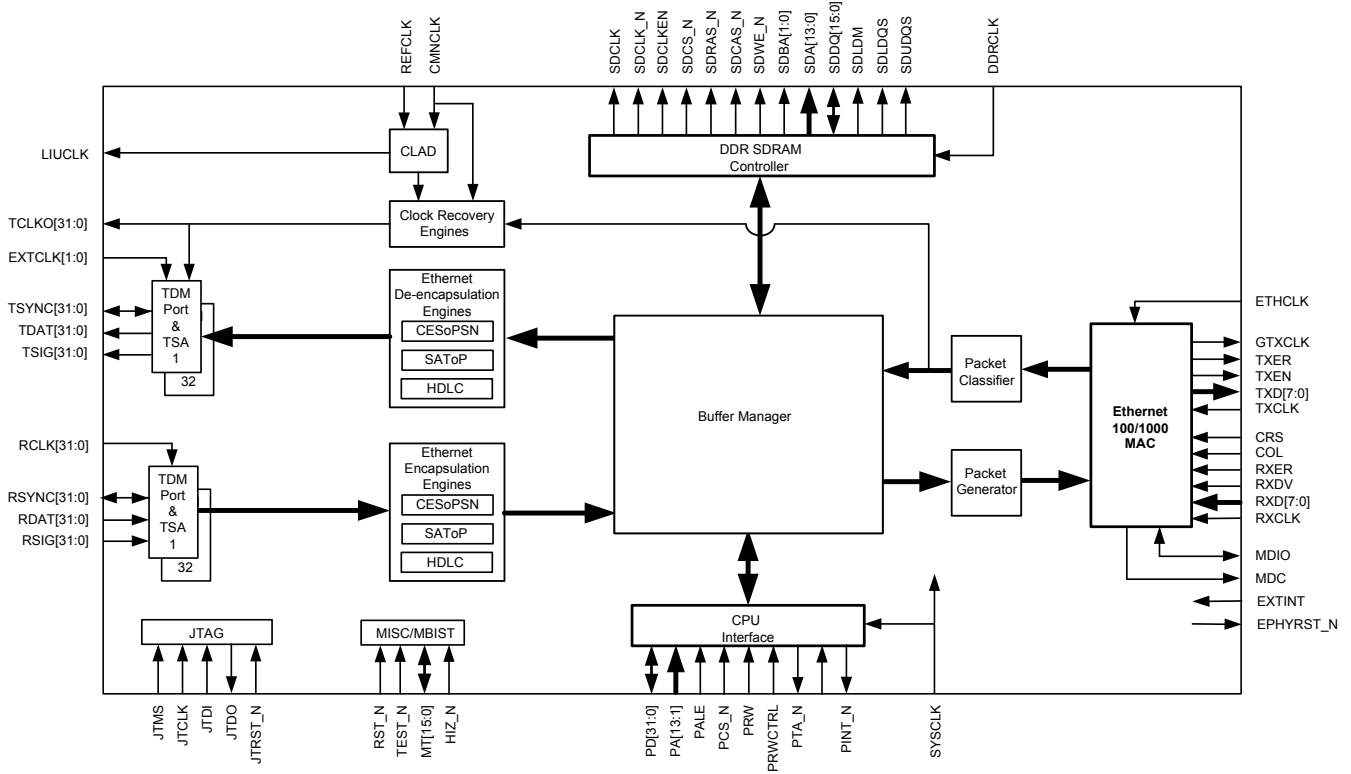 REFCLK
CMNCLK
SDCLK
SDCLK_N
SDCLKEN
SDCS_N
SDRAS_N
SDCAS_N
SDWE_N
SDBA[1:0]
SDA[13:0]
SDDQ[15:0]
SDLDM
SDLDQS
SDUDQS
DDRCLK
LIUCLK
CLAD
DDR SDRAM
Controller
TCLKO[31:0]
Clock Recovery
Engines
EXTCLK[1:0]
TSYNC[31:0]
TDAT[31:0]
TSIG[31:0]
TDM
Port
&
TSA
1
32
Ethernet
De-encapsulation
Engines
CESoPSN
SAToP
HDLC
Buffer Manager
Packet
Classifier
Packet
Generator
Ethernet
100/1000
MAC
ETHCLK
GTXCLK
TXER
TXEN
TXD[7:0]
TXCLK
CRS
COL
RXER
RXDV
RXD[7:0]
RXCLK
MDIO
MDC
EXTINT
EPHYRST_N
RCLK[31:0]
RSYNC[31:0]
RDAT[31:0]
RSIG[31:0]
TDM
Port
&
TSA
1
32
Ethernet
Encapsulation
Engines
CESoPSN
SAToP
HDLC
JTAG
MISC/MBIST
CPU
Interface
JTMS
JTCLK
JTDI
JTDO
JTRST_N
RST_N
TEST_N
MT[15:0]
HIZ_N
PD[31:0]
PA[13:1]
PALE
PCS_N
PRW
PRWCTRL
PTA_N
PINT_N
SYSCLK